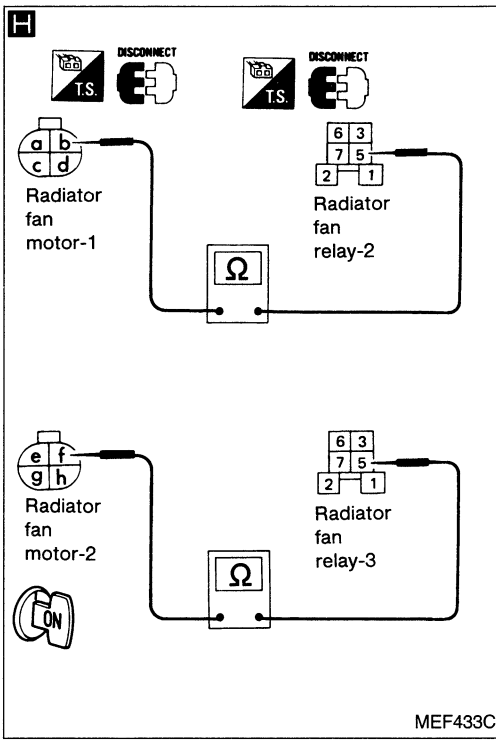 H
DISCONNECT
T.S.
DISCONNECT
T.S.
a b
c d
Radiator
fan
motor-1
6 3
7 5
2 1
Radiator
fan
relay-2
Ω
e f
g h
Radiator
fan
motor-2
6 3
7 5
2 1
Radiator
fan
relay-3
Ω
ON
MEF433C